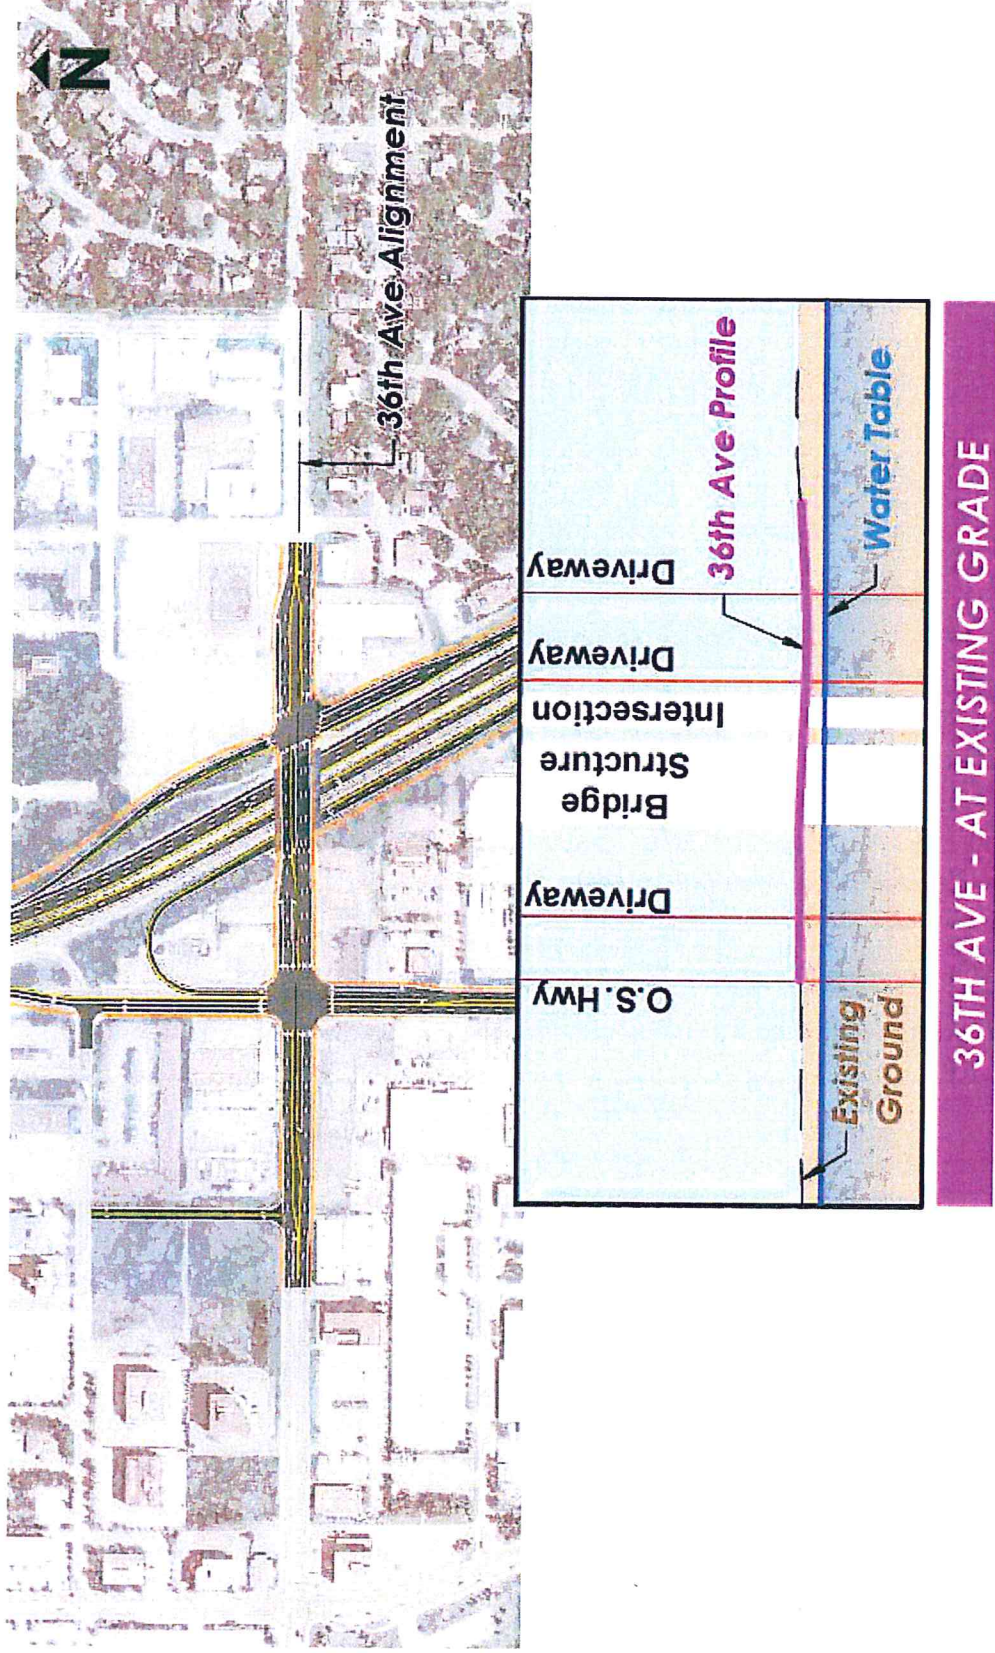 N
36th Ave Alignment
O.S. Hwy
Driveway
Bridge
Structure
Intersection
Driveway
Driveway
36th Ave Profile
Existing
Ground
Water Table
36TH AVE - AT EXISTING GRADE